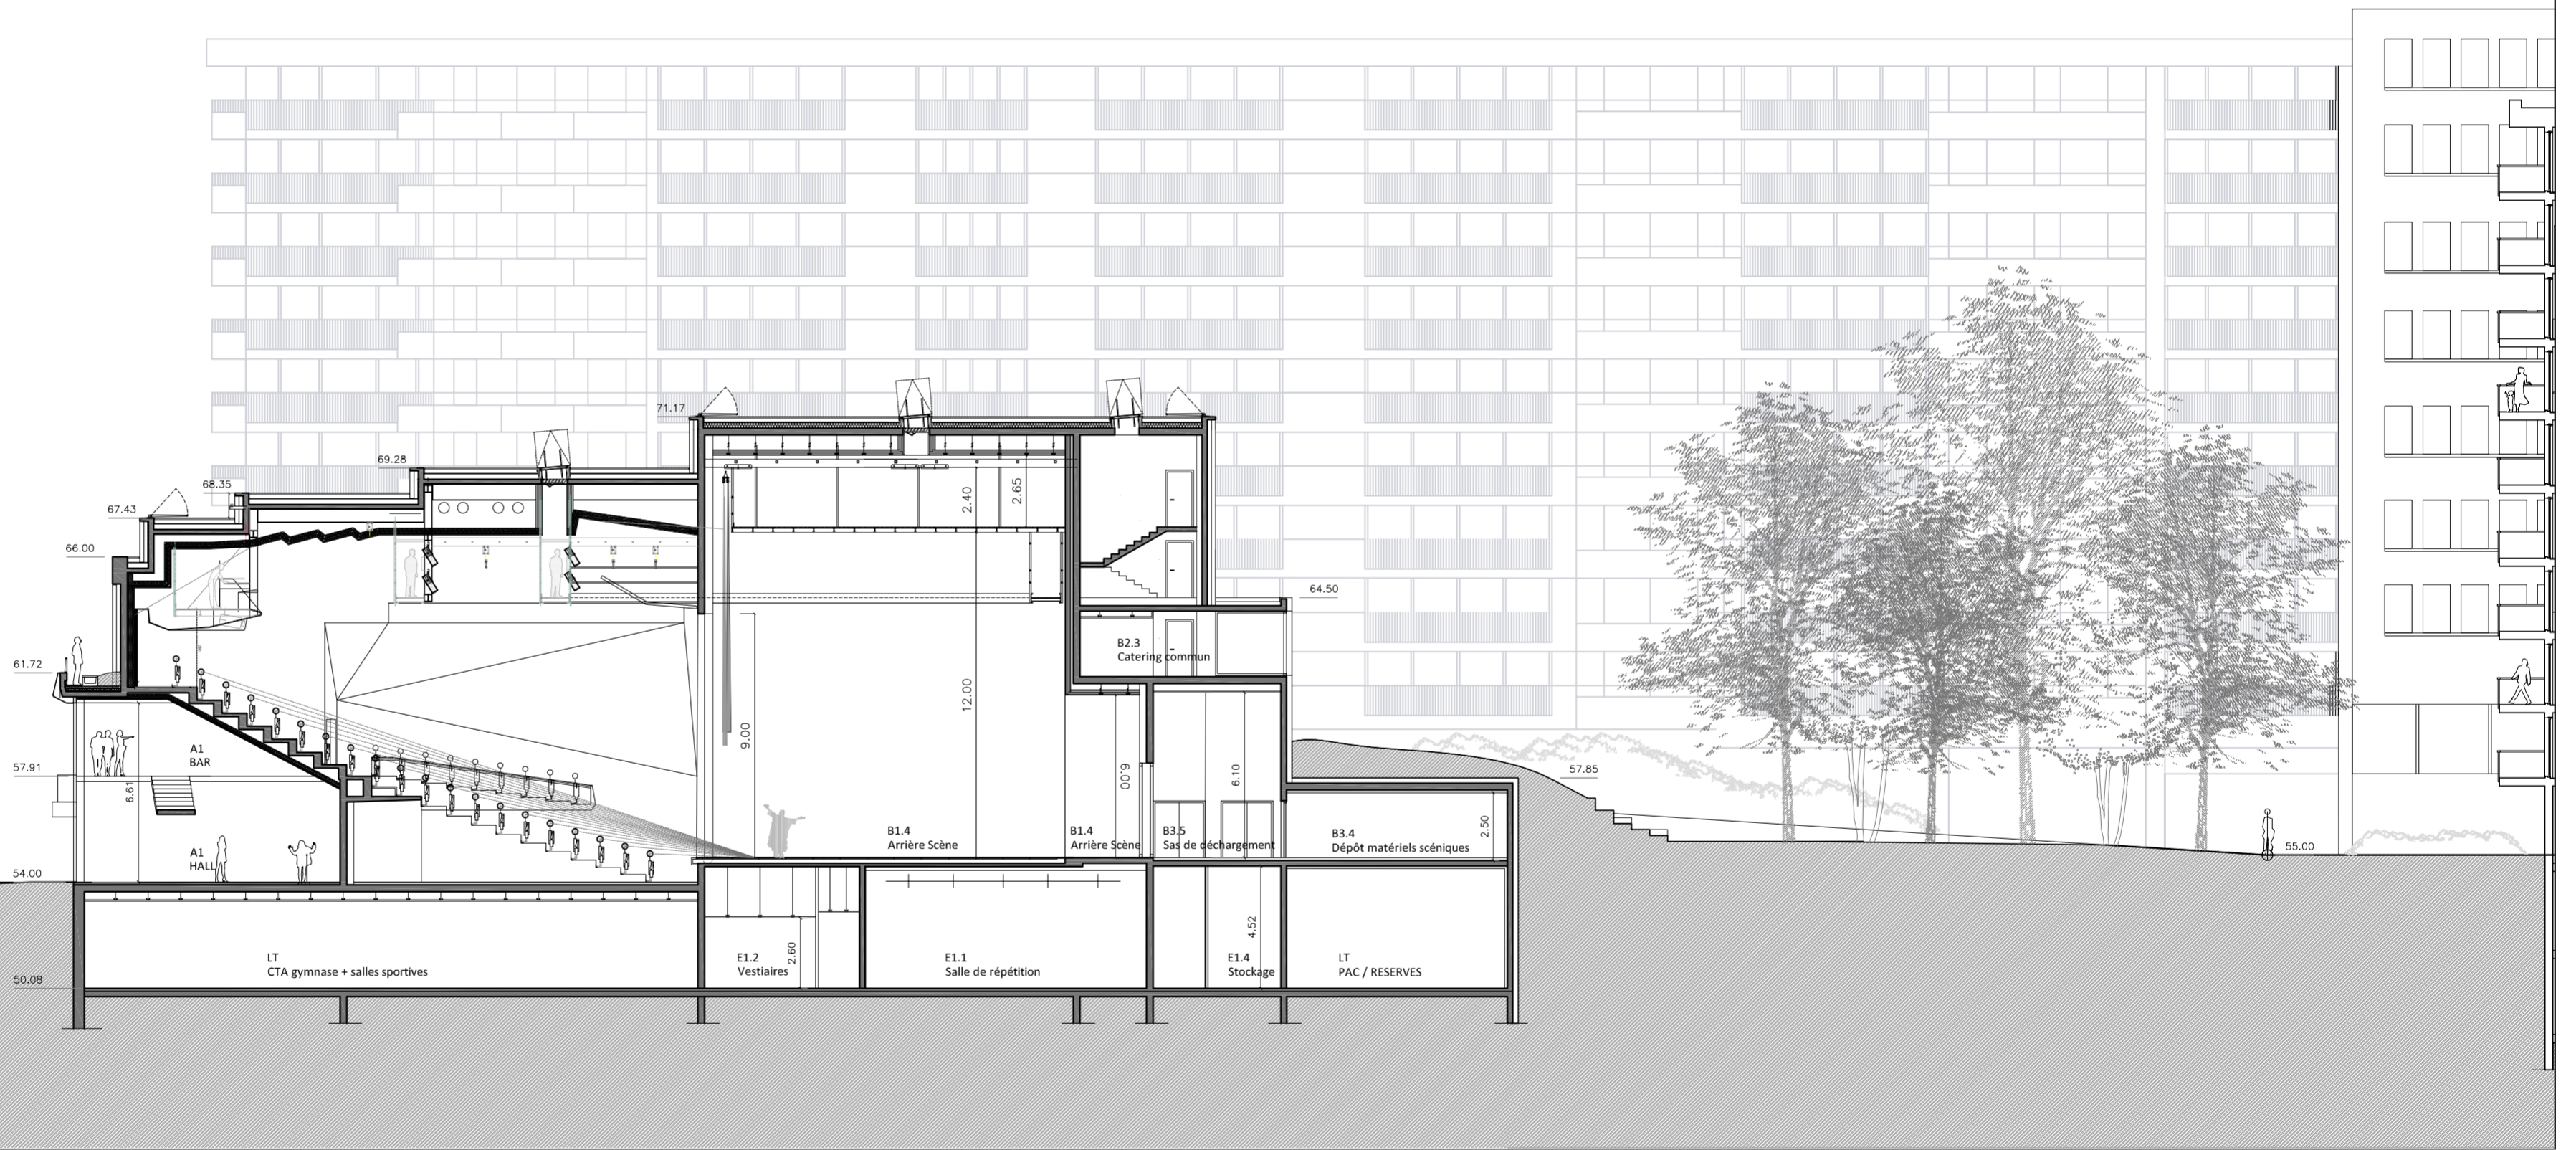 71.17
69.28
68.35
67.43
66.00
2.40
2.65
64.50
B2.3
Catering commun
61.72
12.00
9.00
A1
BAR
57.91
6.61
6.00
6.10
57.85
A1
HALL
B1.4
Arrière Scène
B1.4
Arrière Scène
B3.5
Sas de déchargement
B3.4
Dépôt matériels scéniques
2.50
55.00
54.00
LT
CTA gymnase + salles sportives
E1.2
Vestiaires
2.60
E1.1
Salle de répétition
4.52
E1.4
Stockage
LT
PAC / RESERVES
50.08